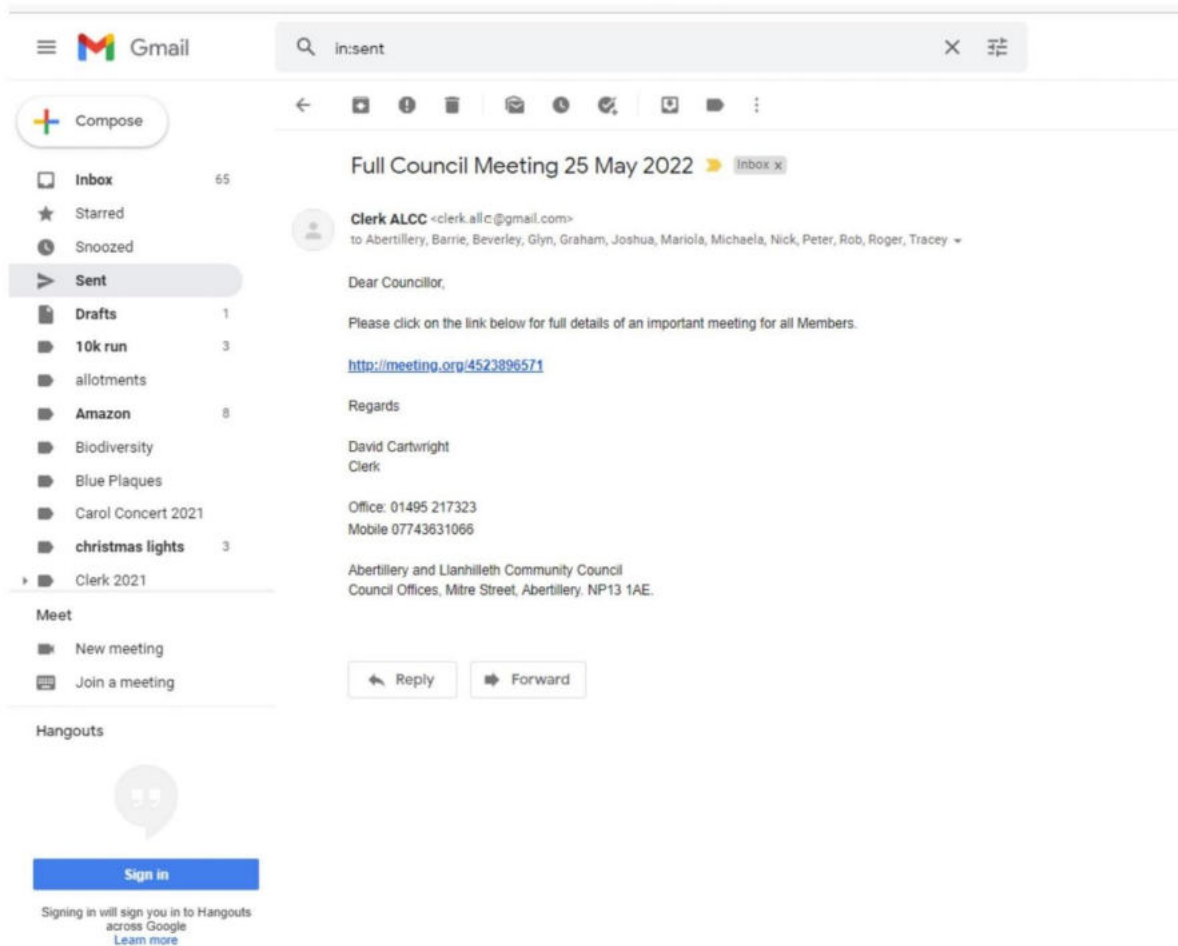 Gmail
in:sent
Compose
Full Council Meeting 25 May 2022 Inbox x
Inbox 65
Starred
Snoozed
Sent
Drafts 1
10k run 3
allotments
Amazon 8
Biodiversity
Blue Plaques
Carol Concert 2021
christmas lights 3
Clerk 2021
Meet
New meeting
Join a meeting
Hangouts
Sign in
Signing in will sign you in to Hangouts
across Google
Learn more
Clerk ALCC <clerk.allc@gmail.com>
to Abertillery, Barrie, Beverley, Glyn, Graham, Joshua, Mariola, Michaela, Nick, Peter, Rob, Roger, Tracey
Dear Councillor,
Please click on the link below for full details of an important meeting for all Members.
http://meeting.org/4523896571
Regards
David Cartwright
Clerk
Office: 01495 217323
Mobile 07743631066
Abertillery and Llanhilleth Community Council
Council Offices, Mitre Street, Abertillery. NP13 1AE.
Reply
Forward